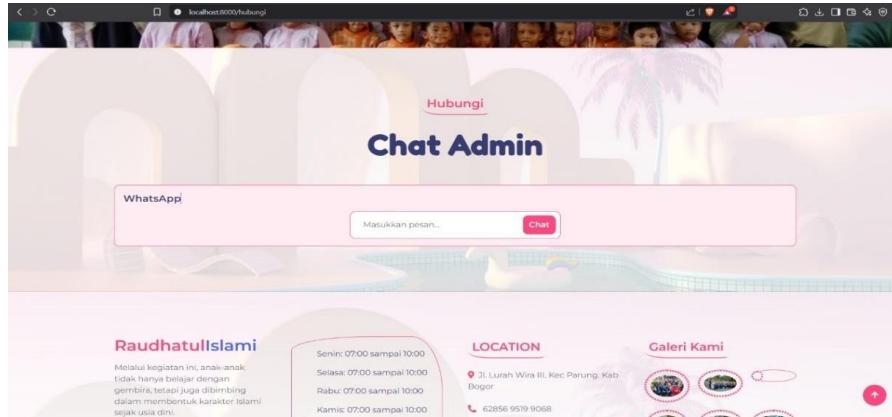 localhost:8000/hubungi
Hubungi
Chat Admin
WhatsApp
Masukkan pesan...
Chat
RaudhatulIslami
Melalui kegiatan ini, anak-anak
tidak hanya belajar dengan
gembira, tetapi juga dibimbing
dalam membentuk karakter Islami
sejak usia dini.
Senin: 07:00 sampai 10:00
Selasa: 07:00 sampai 10:00
Rabu: 07:00 sampai 10:00
Kamis: 07:00 sampai 10:00
LOCATION
Jl. Lurah Wira III. Kec Parung. Kab
Bogor
62856 9519 9068
Galeri Kami